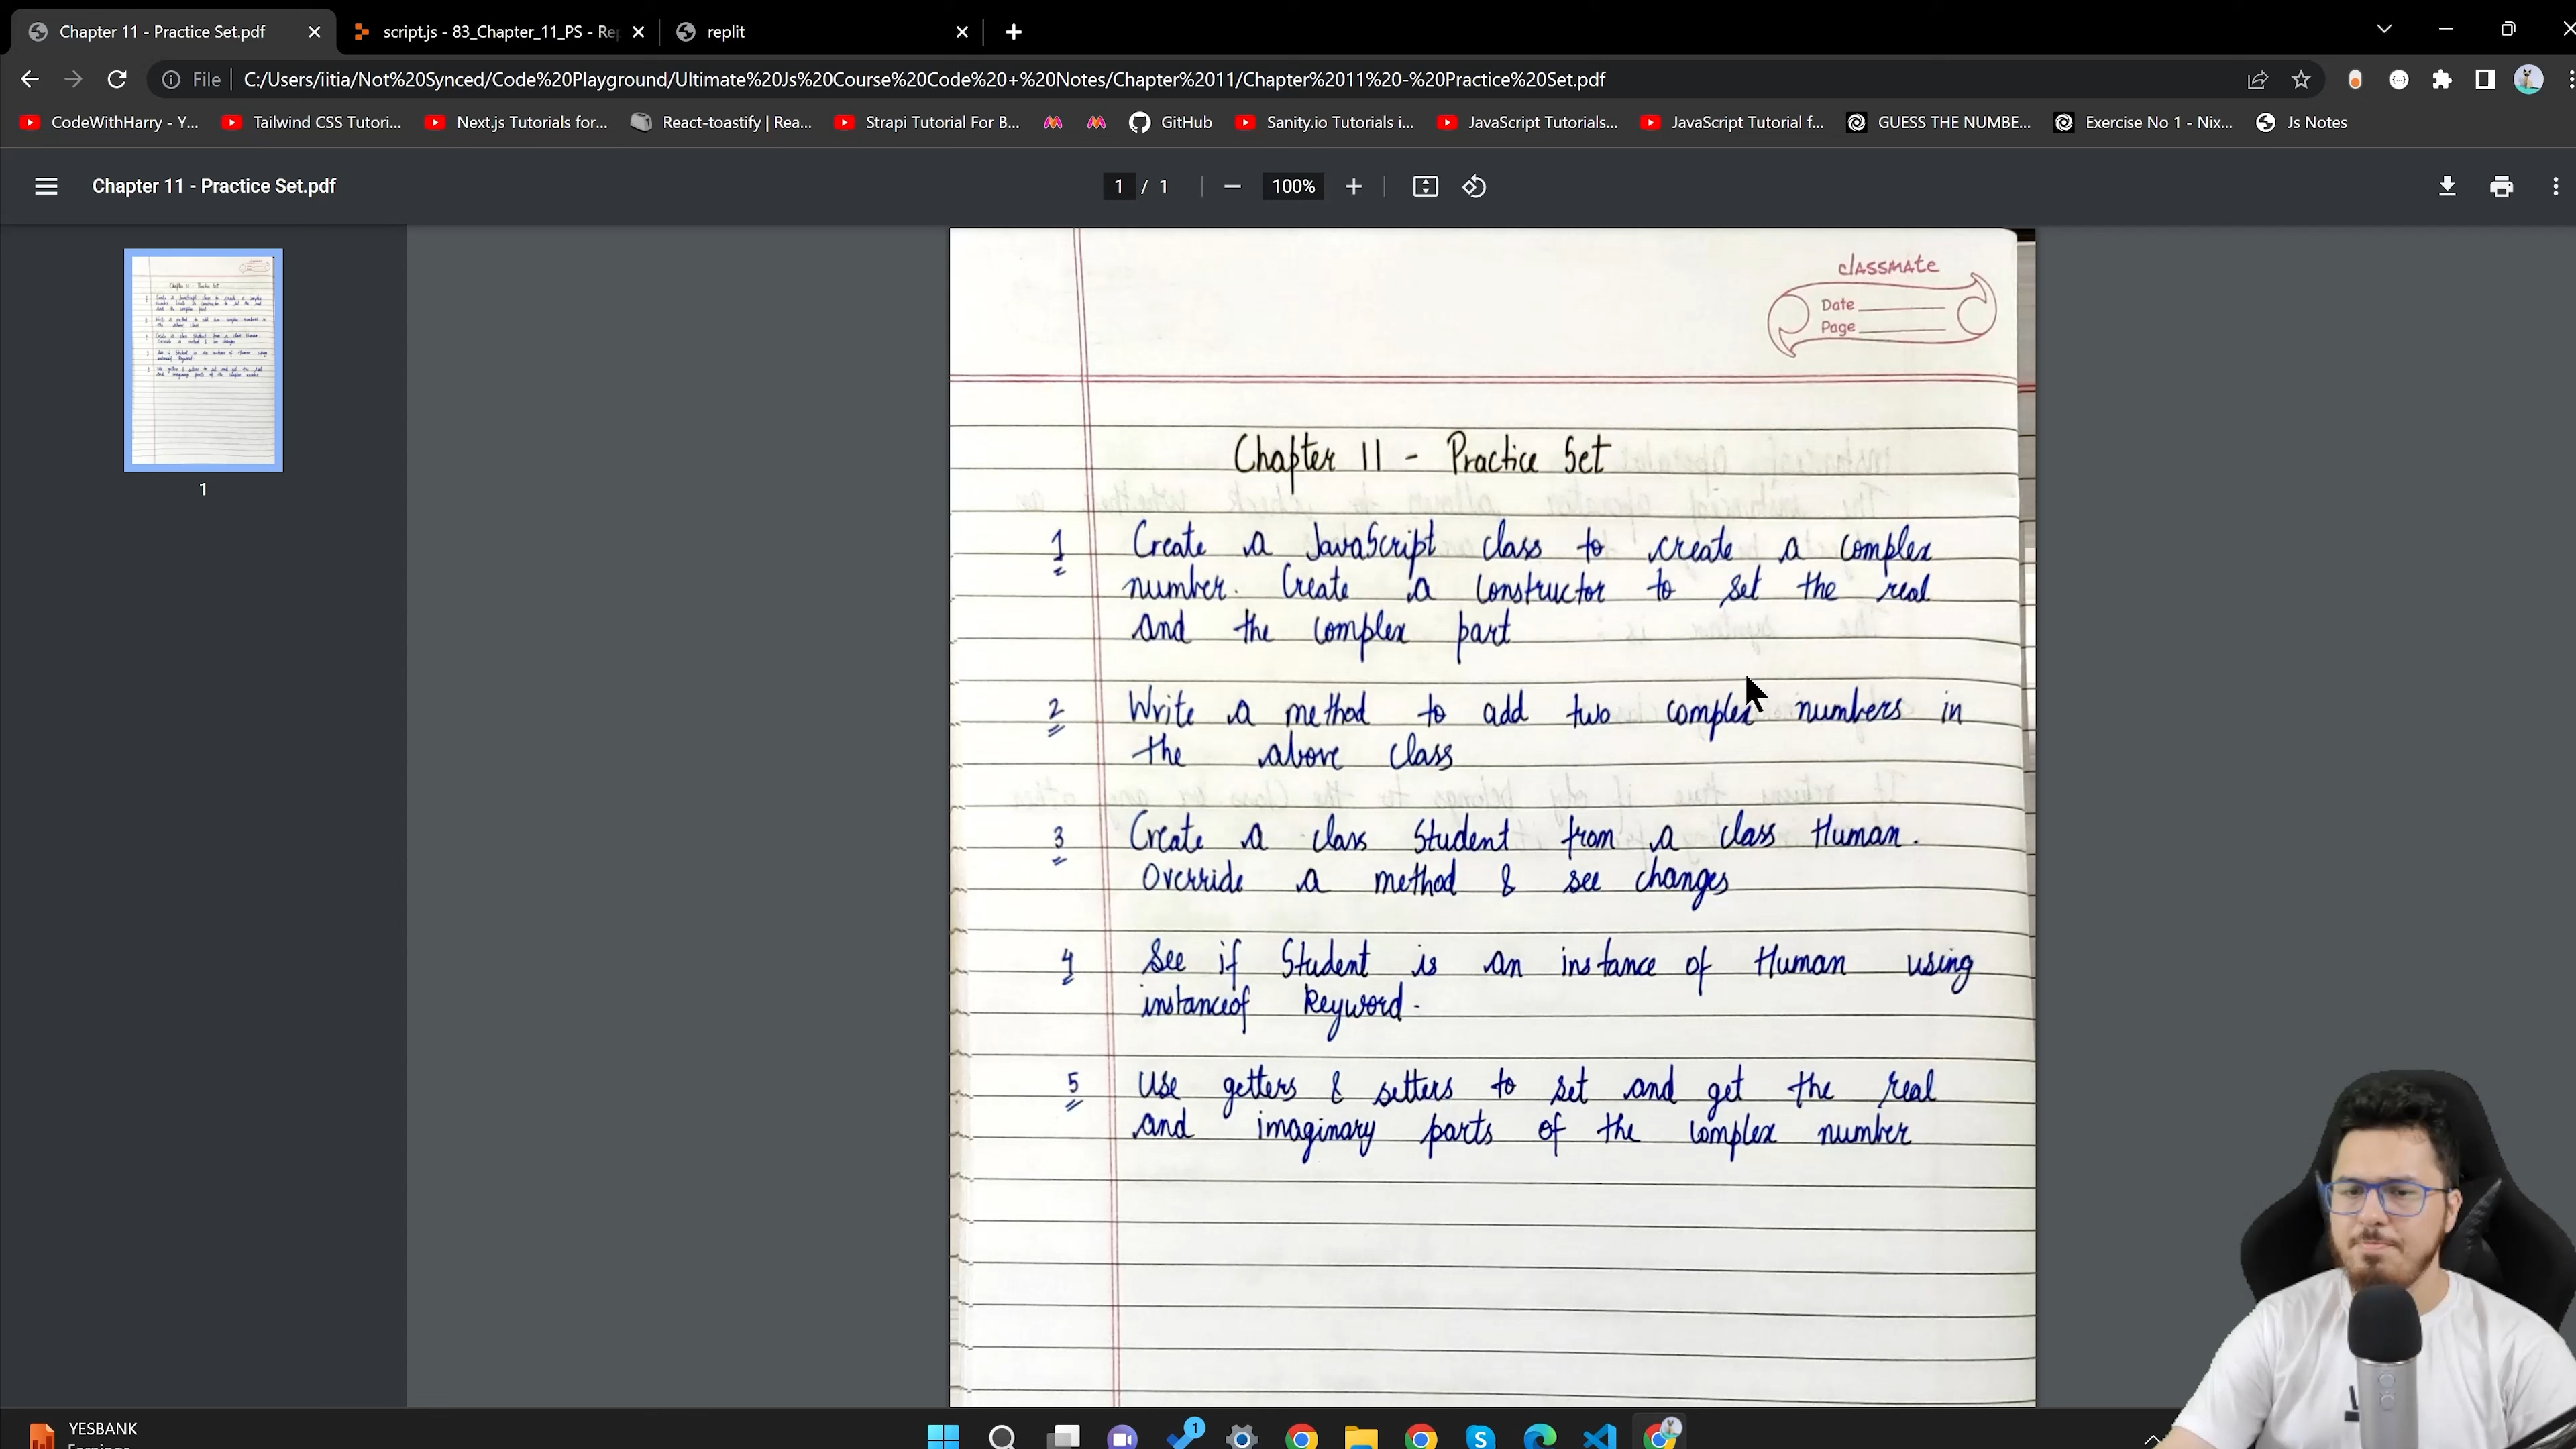 Chapter 11 - Practice Set.pdf
script.js - 83_Chapter_11_PS - Re
replit
File
C:/Users/iitia/Not%20Synced/Code%20Playground/Ultimate%20Js%20Course%20Code%20+%20Notes/Chapter%2011/Chapter%2011%20-%20Practice%20Set.pdf
CodeWithHarry - Y...
Tailwind CSS Tutori...
Next.js Tutorials for...
React-toastify | Rea...
Strapi Tutorial For B...
GitHub
Sanity.io Tutorials i...
JavaScript Tutorials...
JavaScript Tutorial f...
GUESS THE NUMBE...
Exercise No 1 - Nix...
Js Notes
Chapter 11 - Practice Set.pdf
1 / 1
100%
1
classmate
Date
Page
Chapter 11 - Practice Set
1 Create a JavaScript class to create a complex
number. Create a constructor to set the real
and the complex part
2 Write a method to add two complex numbers in
the above class
3 Create a class Student from a class Human.
Override a method & see changes
4 See if Student is an instance of Human using
instanceof keyword.
5 Use getters & setters to set and get the real
and imaginary parts of the complex number
YESBANK
1